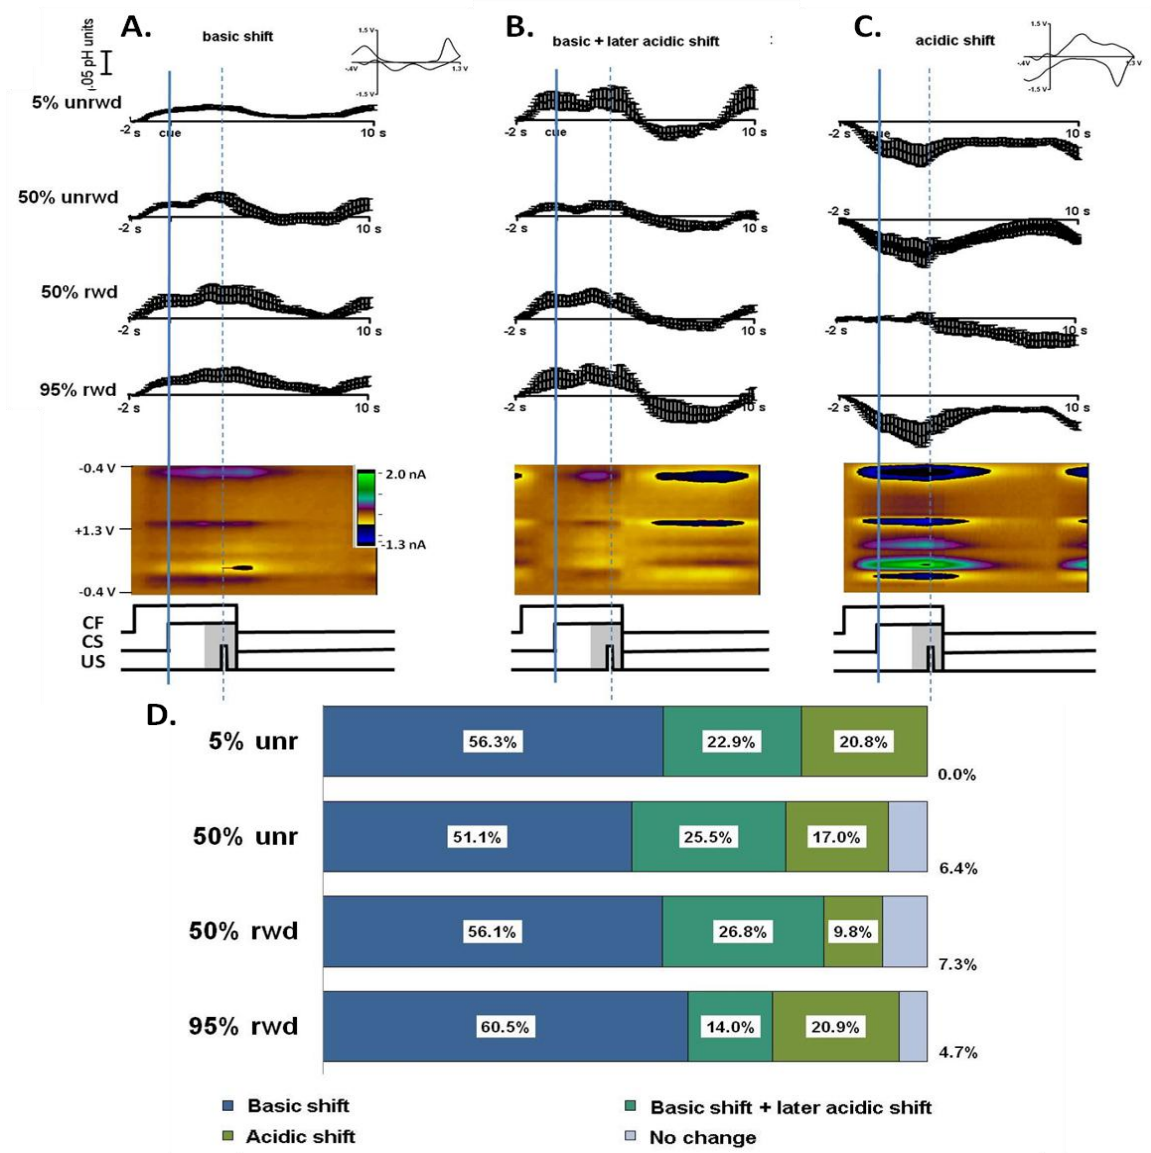 A.
basic shift
.05 pH units
1.5 V
-.4V
1.3 V
-1.5 V
B.
basic + later acidic shift
:
C.
acidic shift
1.5 V
-.4V
1.3 V
-1.5 V
5% unrwd
-2 s
cue
10 s
-2 s
cue
10 s
-2 s
cue
10 s
50% unrwd
-2 s
10 s
-2 s
10 s
-2 s
10 s
50% rwd
-2 s
10 s
-2 s
10 s
-2 s
10 s
95% rwd
-2 s
10 s
-2 s
10 s
-2 s
10 s
-0.4 V
+1.3 V
-0.4 V
2.0 nA
-1.3 nA
CF
CS
US
D.
5% unr
56.3%
22.9%
20.8%
0.0%
50% unr
51.1%
25.5%
17.0%
6.4%
50% rwd
56.1%
26.8%
9.8%
7.3%
95% rwd
60.5%
14.0%
20.9%
4.7%
Basic shift
Basic shift + later acidic shift
Acidic shift
No change